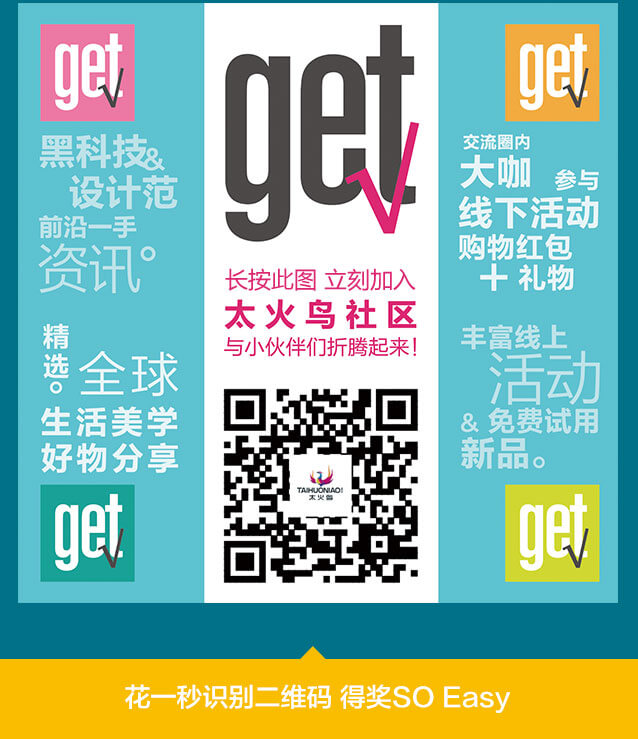 get
黑科技&
设计范
前沿一手
资讯。
精选。全球
生活美学
好物分享
get
get
长按此图 立刻加入
太火鸟社区
与小伙伴们折腾起来！
TAIHUONIAO!
太火鸟
get
交流圈内
大咖 参与
线下活动
购物红包
+ 礼物
丰富线上
活动
& 免费试用
新品。
get
花一秒识别二维码 得奖SO Easy